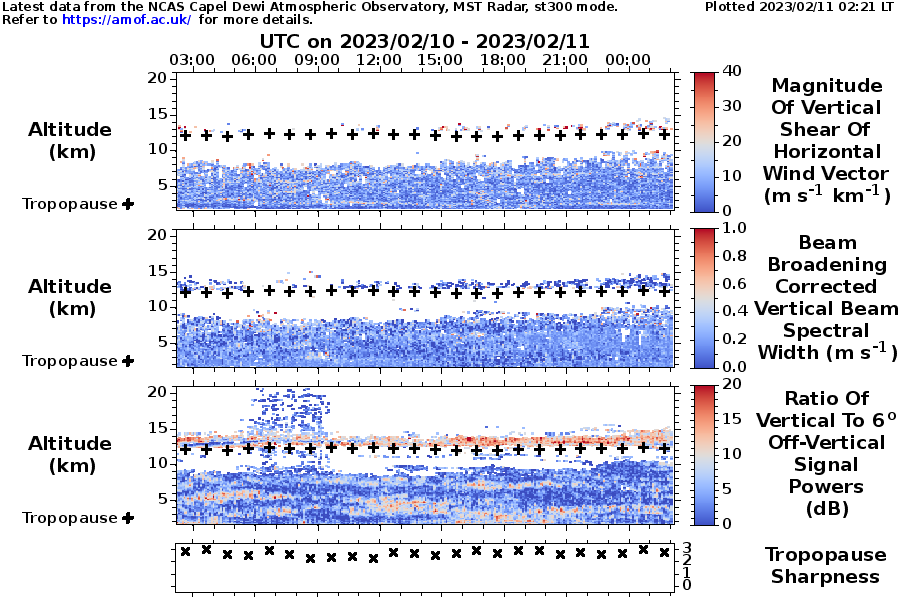 Latest data from the NCAS Capel Dewi Atmospheric Observatory, MST Radar, st300 mode.
Plotted 2023/02/11 02:21 LT
Refer to https://amof.ac.uk/ for more details.
UTC on 2023/02/10 - 2023/02/11
03:00 06:00 09:00 12:00 15:00 18:00 21:00 00:00
20
15
10
5
Altitude
(km)
Tropopause
40
30
20
10
0
Magnitude
Of Vertical
Shear Of
Horizontal
Wind Vector
(m s-1 km-1)
20
15
10
5
Altitude
(km)
Tropopause
1.0
0.8
0.6
0.4
0.2
0.0
Beam
Broadening
Corrected
Vertical Beam
Spectral
Width (m s-1)
20
15
10
5
Altitude
(km)
Tropopause
20
15
10
5
0
Ratio Of
Vertical To 6o
Off-Vertical
Signal
Powers
(dB)
3
2
1
0
Tropopause
Sharpness